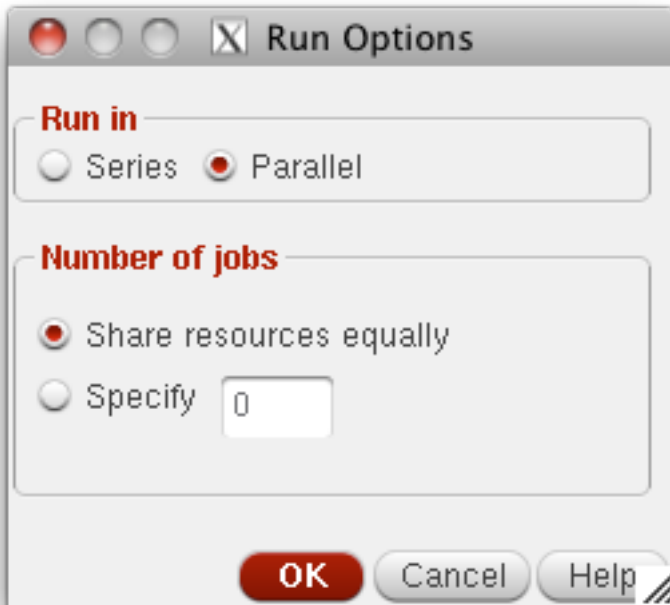 Run Options
Run in
Series Parallel
Number of jobs
Share resources equally
Specify 0
OK Cancel Help